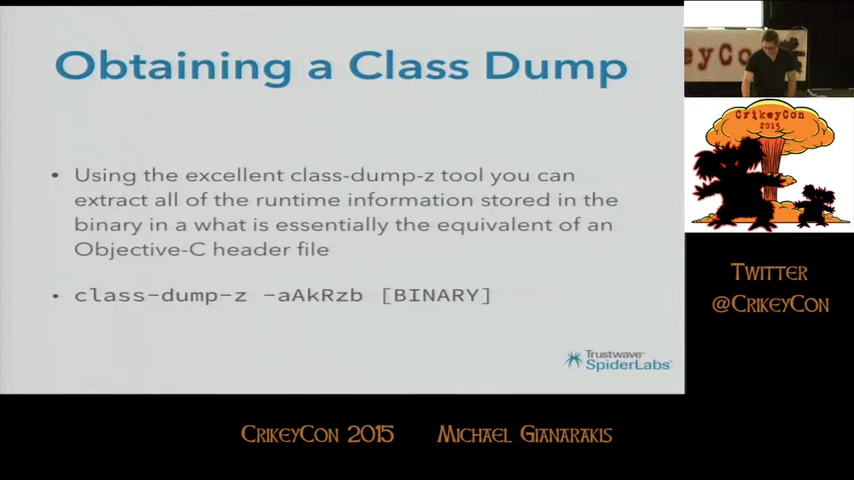 Obtaining a Class Dump
• Using the excellent class-dump-z tool you can
extract all of the runtime information stored in the
binary in a what is essentially the equivalent of an
Objective-C header file
• class-dump-z -aAkRzb [BINARY]
Trustwave
SpiderLabs
eyCo
CrikeyCon
2015
Twitter
@CrikeyCon
CrikeyCon 2015 Michael Gianarakis